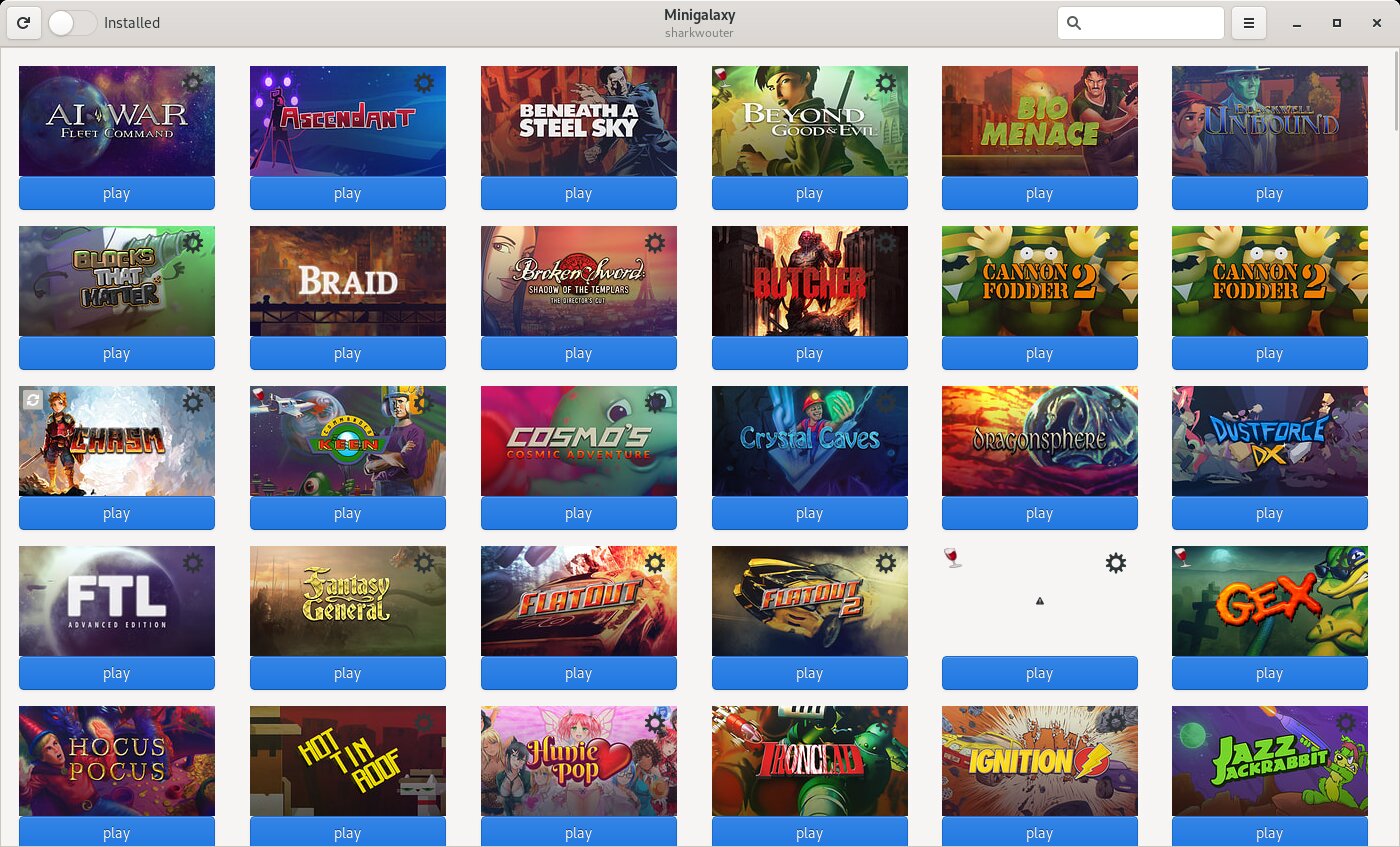 Installed
Minigalaxy
sharkwouter
AI WAR
FLEET COMMAND
ASCENDANT
BENEATH A
STEEL SKY
BEYOND
GOOD & EVIL
BIO
MENACE
BLACKWELL
UNBOUND
play
play
play
play
play
play
BLOCKS
THAT
MATTER
BRAID
Broken Sword:
SHADOW OF THE TEMPLARS
THE DIRECTOR'S CUT
BUTCHER
CANNON
FODDER 2
CANNON
FODDER 2
play
play
play
play
play
play
CHASM
COMMANDER
KEEN
COSMO'S
COSMIC ADVENTURE
Crystal Caves
dragonsphere
DUSTFORCE
DX
play
play
play
play
play
play
FTL
ADVANCED EDITION
Fantasy
General
FLATOUT
FLATOUT
2
GEX
play
play
play
play
play
play
HOCUS
POCUS
HOT
TIN
ROOF
Hunie
pop
IRONCLAD
IGNITION
JAZZ
JACKRABBIT
play
play
play
play
play
play